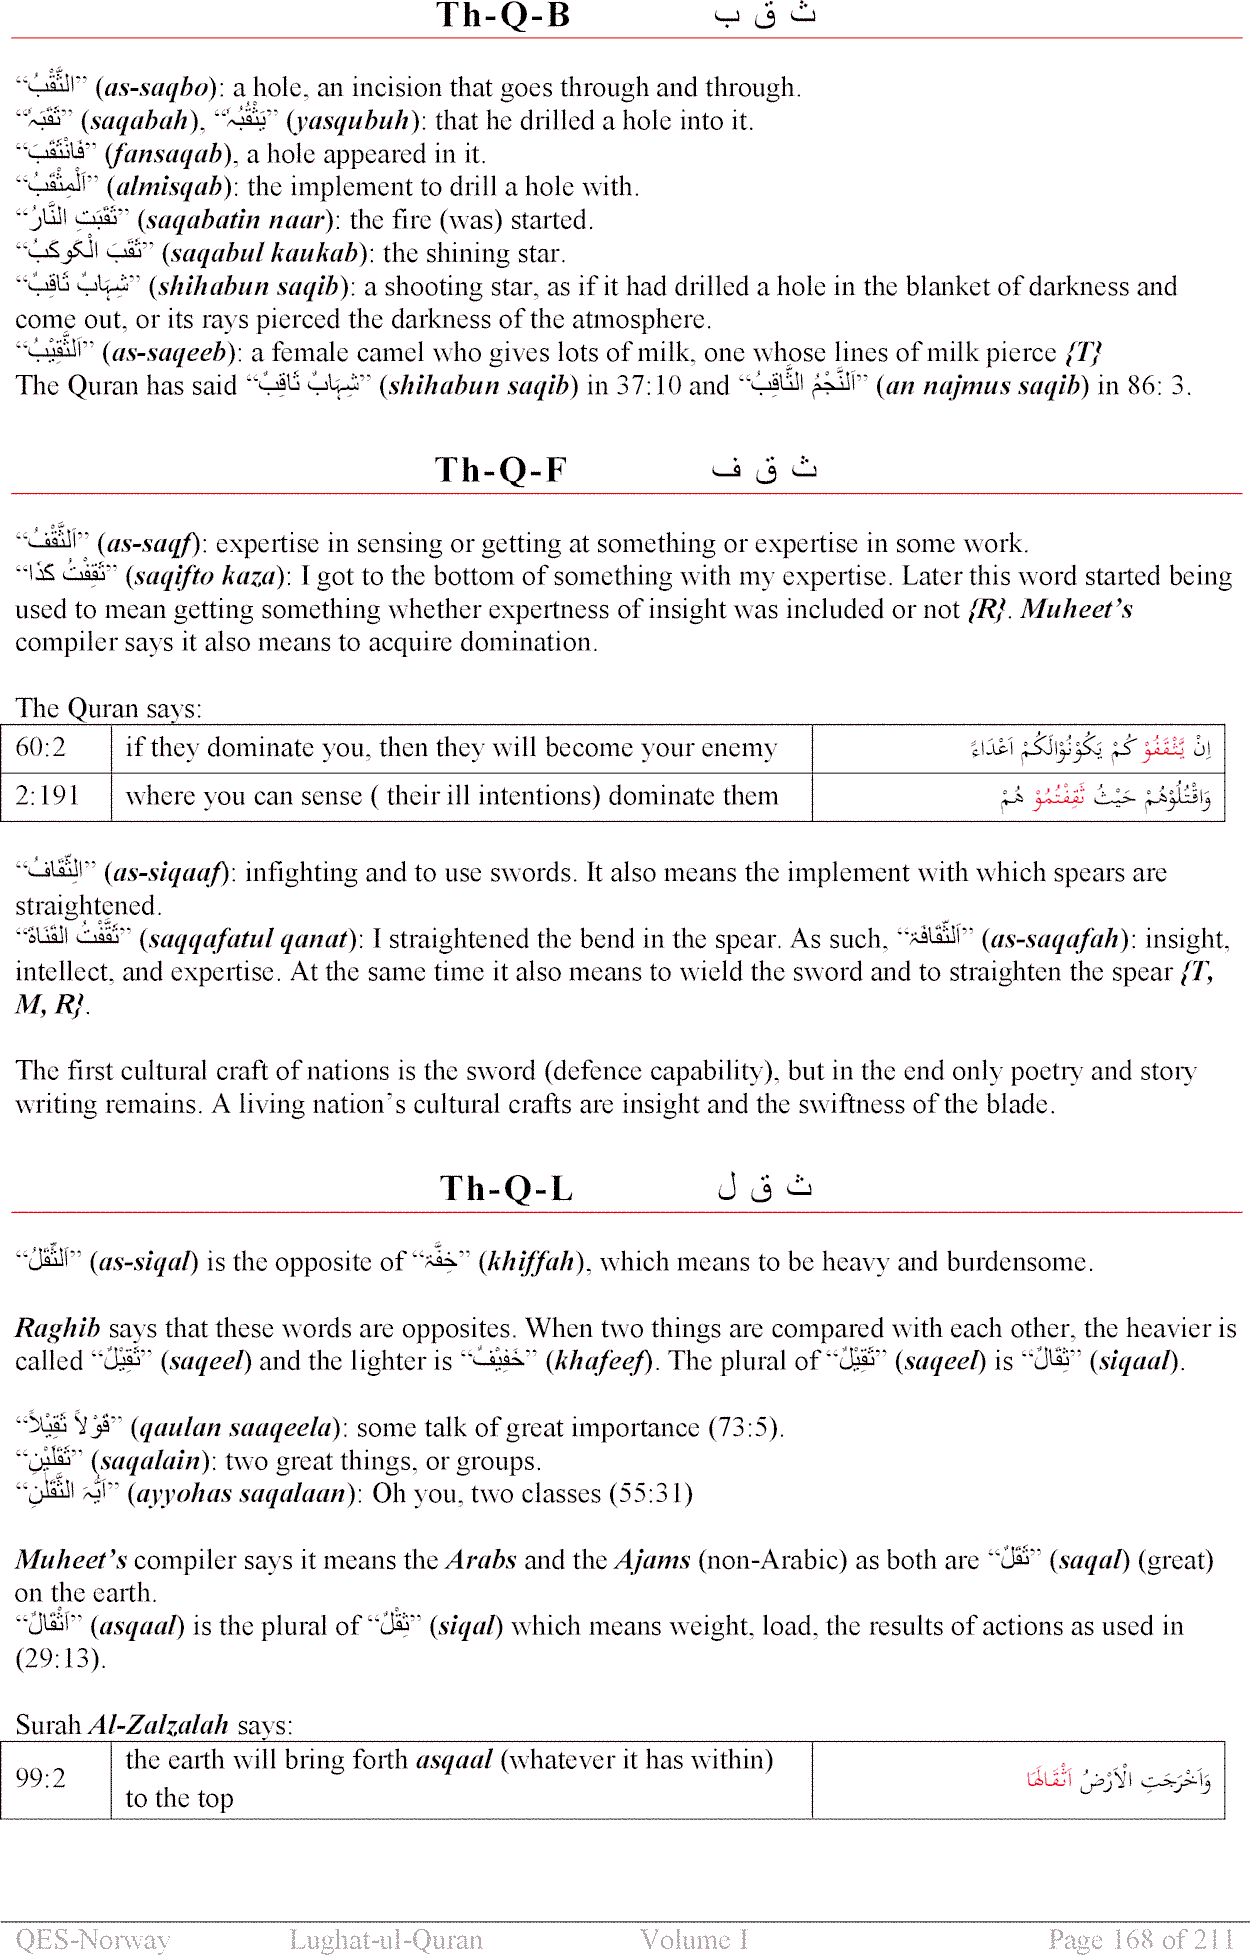 Th-Q-B ث ق ب
“الثَّقْبُ” (as-saqbo): a hole, an incision that goes through and through.
“ثَقَبَہٗ” (saqabah), “یَثْقُبُہٗ” (yasqubuh): that he drilled a hole into it.
“فَانْثَقَبَ” (fansaqab), a hole appeared in it.
“اَلْمِثْقَبُ” (almisqab): the implement to drill a hole with.
“ثَقَبَتِ النَّارُ” (saqabatin naar): the fire (was) started.
“ثَقَبَ الْکَوکَبُ” (saqabul kaukab): the shining star.
“شِہَابٌ ثَاقِبٌ” (shihabun saqib): a shooting star, as if it had drilled a hole in the blanket of darkness and
come out, or its rays pierced the darkness of the atmosphere.
“اَلثَّقِیْبُ” (as-saqeeb): a female camel who gives lots of milk, one whose lines of milk pierce {T}
The Quran has said “شِہَابٌ ثَاقِبٌ” (shihabun saqib) in 37:10 and “اَلنَّجْمُ الثَّاقِبُ” (an najmus saqib) in 86: 3.
Th-Q-F ث ق ف
“اَلثَّقْفُ” (as-saqf): expertise in sensing or getting at something or expertise in some work.
“ثَقِفْتُ کَذَا” (saqifto kaza): I got to the bottom of something with my expertise. Later this word started being
used to mean getting something whether expertness of insight was included or not {R}. Muheet’s
compiler says it also means to acquire domination.
The Quran says:
60:2 if they dominate you, then they will become your enemy اِنْ یَّثْقَفُوْ کُمْ یَکُوْنُوْالَکُمْ اَعْدَاءً
2:191 where you can sense ( their ill intentions) dominate them وَاقْتُلُوْهُمْ حَیْثُ ثَقِفْتُمُوْ هُمْ
“الثِّقَافُ” (as-siqaaf): infighting and to use swords. It also means the implement with which spears are
straightened.
“ثَقَّفْتُ القَنَاۃَ” (saqqafatul qanat): I straightened the bend in the spear. As such, “اَلثَّقَافَۃ” (as-saqafah): insight,
intellect, and expertise. At the same time it also means to wield the sword and to straighten the spear {T,
M, R}.
The first cultural craft of nations is the sword (defence capability), but in the end only poetry and story
writing remains. A living nation’s cultural crafts are insight and the swiftness of the blade.
Th-Q-L ث ق ل
“اَلثِّقَلُ” (as-siqal) is the opposite of “خِفَّۃ” (khiffah), which means to be heavy and burdensome.
Raghib says that these words are opposites. When two things are compared with each other, the heavier is
called “ثَقِیْلٌ” (saqeel) and the lighter is “خَفِیْفٌ” (khafeef). The plural of “ثَقِیْلٌ” (saqeel) is “ثِقَالٌ” (siqaal).
“قَوْ لاً ثَقِیْلاً” (qaulan saaqeela): some talk of great importance (73:5).
“ثَقَلَیْنِ” (saqalain): two great things, or groups.
“اَیُّہَ الثَّقَلٰنِ” (ayyohas saqalaan): Oh you, two classes (55:31)
Muheet’s compiler says it means the Arabs and the Ajams (non-Arabic) as both are “ثَقَلٌ” (saqal) (great)
on the earth.
“اَثْقَالٌ” (asqaal) is the plural of “ثِقْلٌ” (siqal) which means weight, load, the results of actions as used in
(29:13).
Surah Al-Zalzalah says:
99:2 the earth will bring forth asqaal (whatever it has within) وَاَخْرَجَتِ الْاَرْضُ اَثْقَالَهَا
to the top
QES-Norway Lughat-ul-Quran Volume I Page 168 of 211